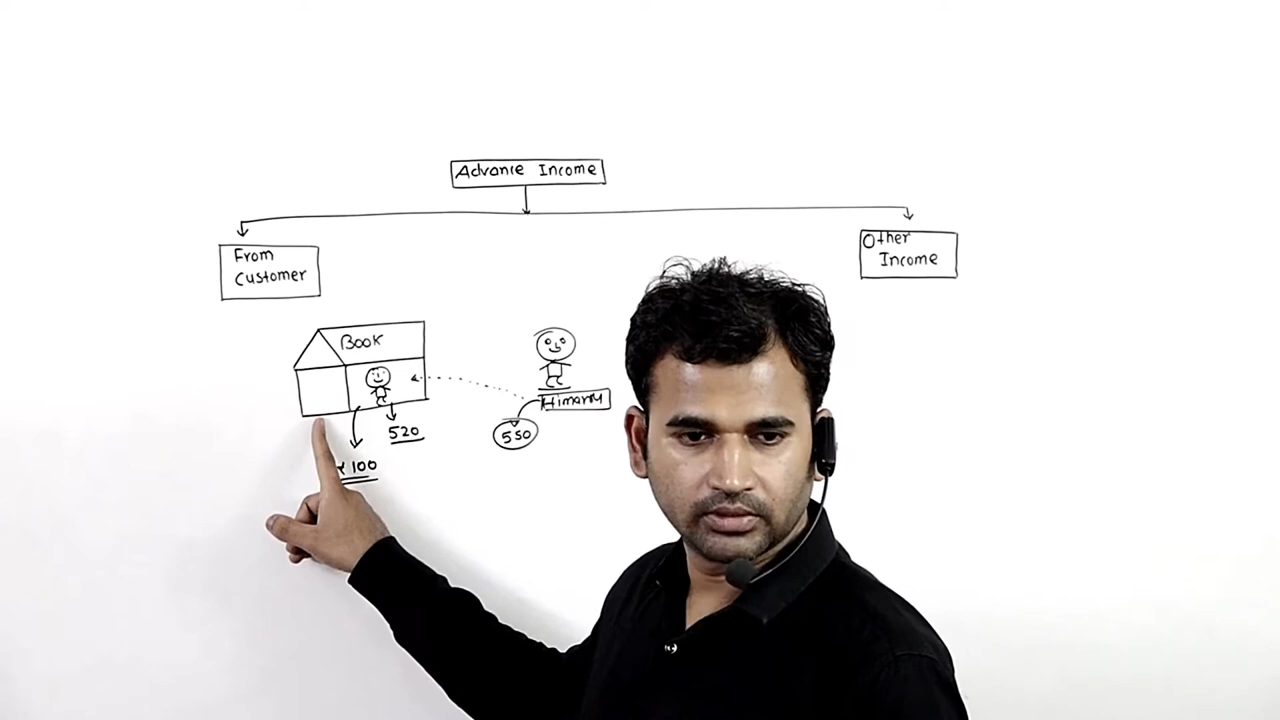 Advance Income
From
Customer
Other
Income
Book
520
550
₹100